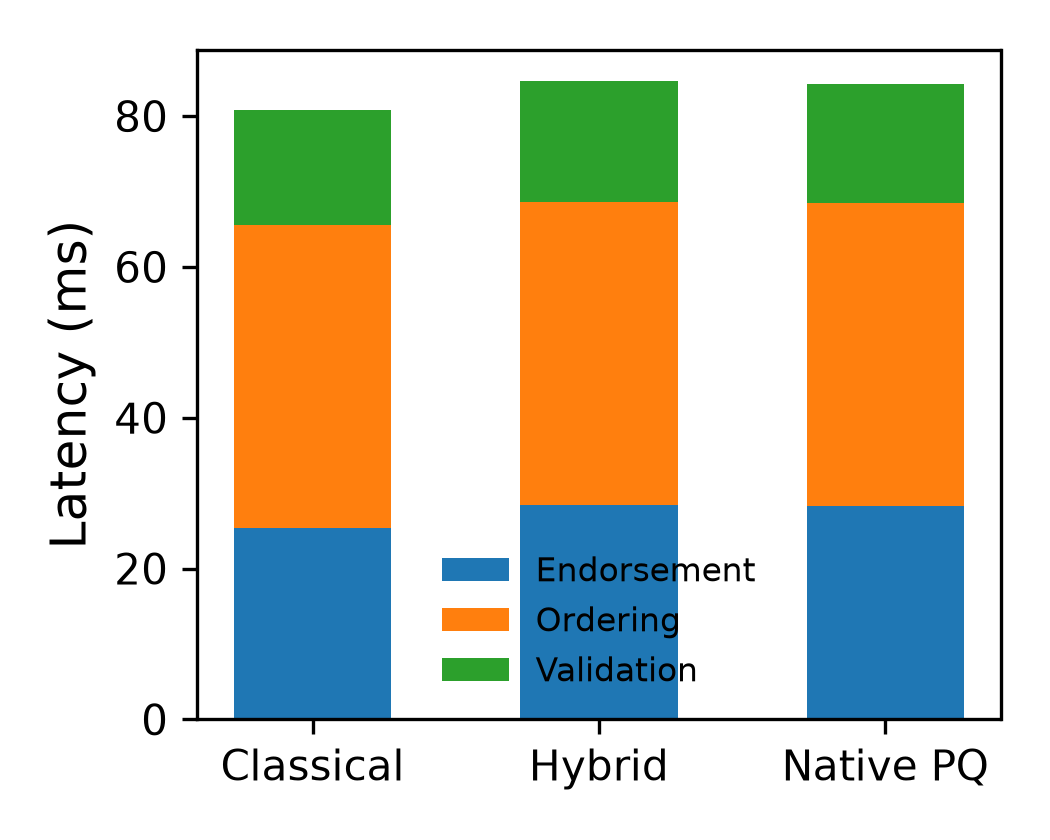 Latency (ms)
80
60
40
20
0
Endorsement
Ordering
Validation
Classical
Hybrid
Native PQ